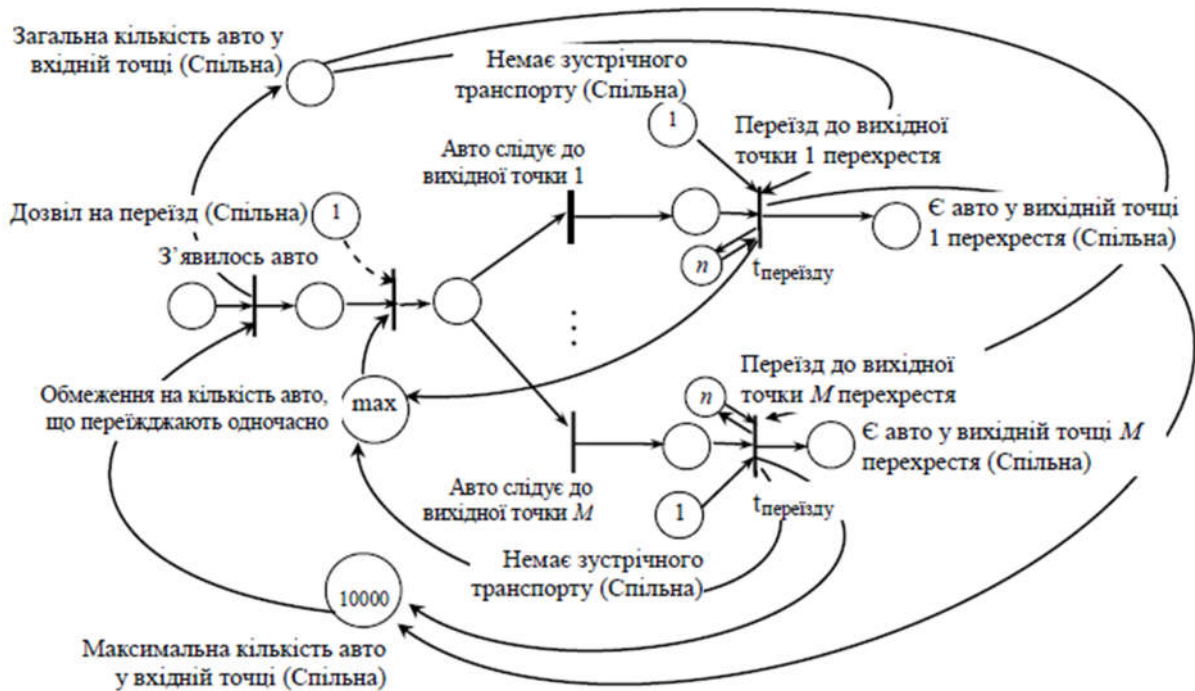 Загальна кількість авто у
вхідній точці (Спільна)
Немає зустрічного
транспорту (Спільна)
1
Переїзд до вихідної
точки 1 перехрестя
Авто слідує до
вихідної точки 1
Дозвіл на переїзд (Спільна)
1
Є авто у вихідній точці
1 перехрестя (Спільна)
З’явилось авто
n
tпереїзду
...
Обмеження на кількість авто,
що переїжджають одночасно
max
n
Переїзд до вихідної
точки M перехрестя
Є авто у вихідній точці M
перехрестя (Спільна)
Авто слідує до
вихідної точки M
1
tпереїзду
Немає зустрічного
транспорту (Спільна)
10000
Максимальна кількість авто
у вхідній точці (Спільна)